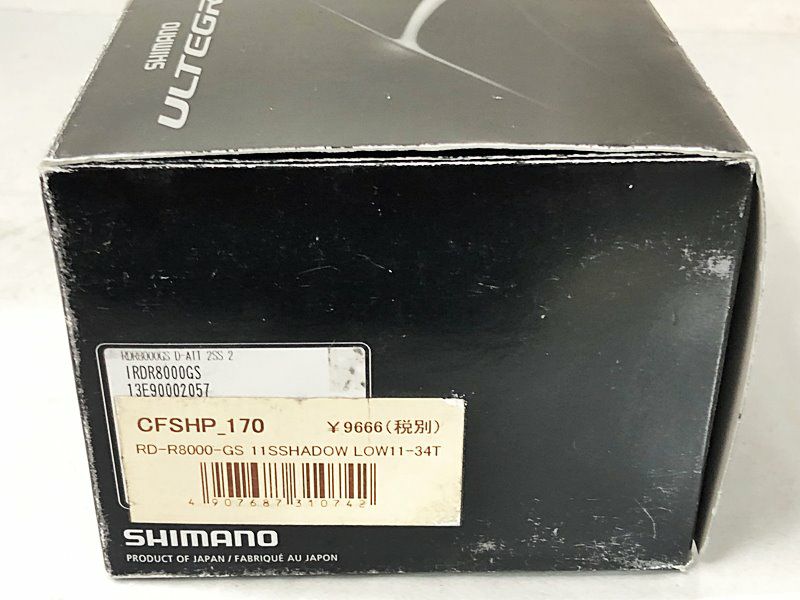 SHIMANO
ULTEGR
RDR8000GS D-ATT 2SS 2
IRDR8000GS
13E90002057
CFSHP_170 ￥9666(税別)
RD-R8000-GS 11SSHADOW LOW11-34T
4 907687 310742
SHIMANO
PRODUCT OF JAPAN / FABRIQUÉ AU JAPON